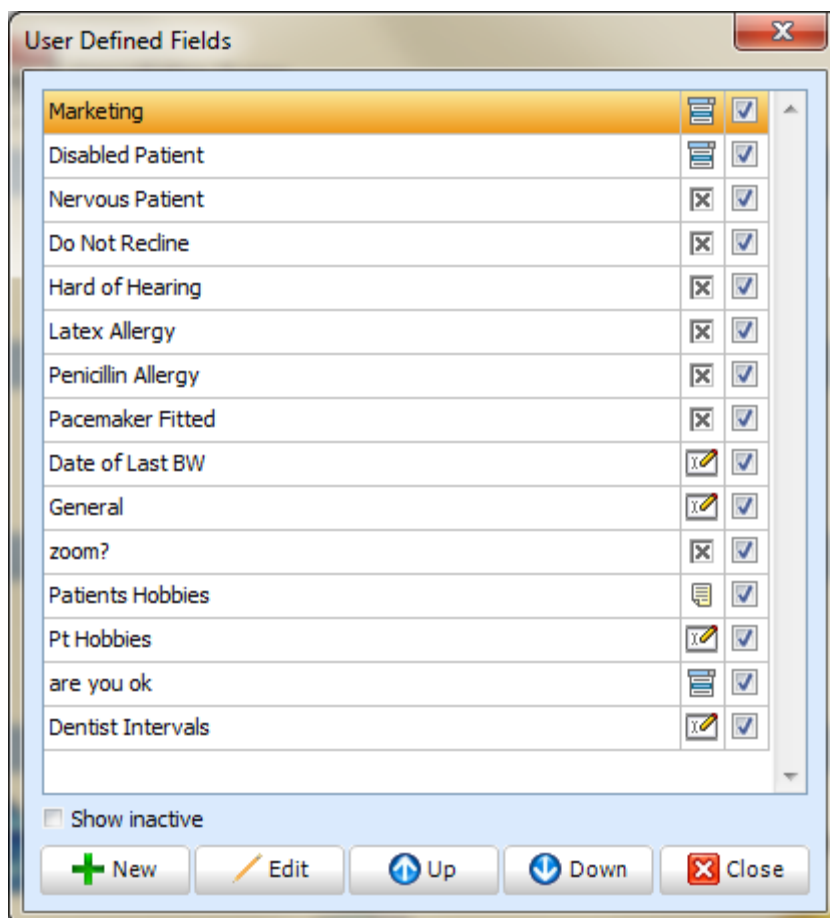 User Defined Fields
Marketing
Disabled Patient
Nervous Patient
Do Not Recline
Hard of Hearing
Latex Allergy
Penicillin Allergy
Pacemaker Fitted
Date of Last BW
General
zoom?
Patients Hobbies
Pt Hobbies
are you ok
Dentist Intervals
Show inactive
New Edit Up Down Close